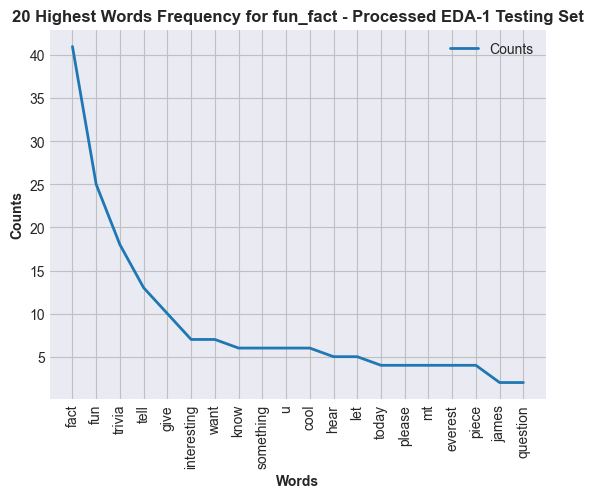 20 Highest Words Frequency for fun_fact - Processed EDA-1 Testing Set
Counts
40
35
30
25
20
15
10
5
Counts
fact
fun
trivia
tell
give
interesting
want
know
something
u
cool
hear
let
today
please
mt
everest
piece
james
question
Words